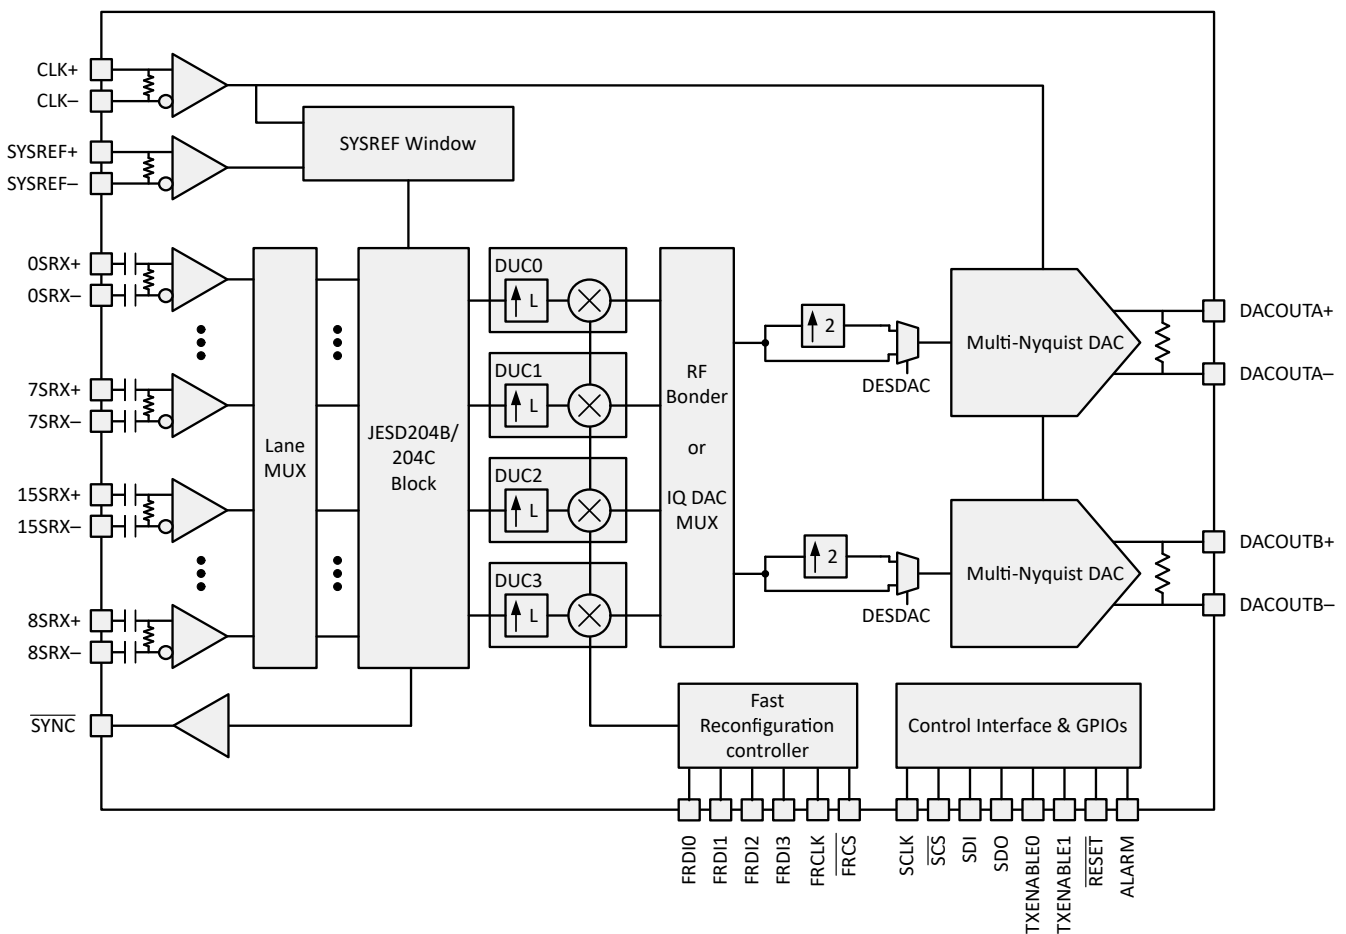 CLK+
CLK–
SYSREF+
SYSREF–
SYSREF Window
0SRX+
0SRX–
7SRX+
7SRX–
15SRX+
15SRX–
8SRX+
8SRX–
SYNC
Lane
MUX
JESD204B/
204C
Block
DUC0
L
DUC1
L
DUC2
L
DUC3
L
RF
Bonder
or
IQ DAC
MUX
2
DESDAC
Multi-Nyquist DAC
DACOUTA+
DACOUTA–
2
DESDAC
Multi-Nyquist DAC
DACOUTB+
DACOUTB–
Fast
Reconfiguration
controller
Control Interface & GPIOs
FRDI0
FRDI1
FRDI2
FRDI3
FRCLK
FRCS
SCLK
SCS
SDI
SDO
TXENABLE0
TXENABLE1
RESET
ALARM